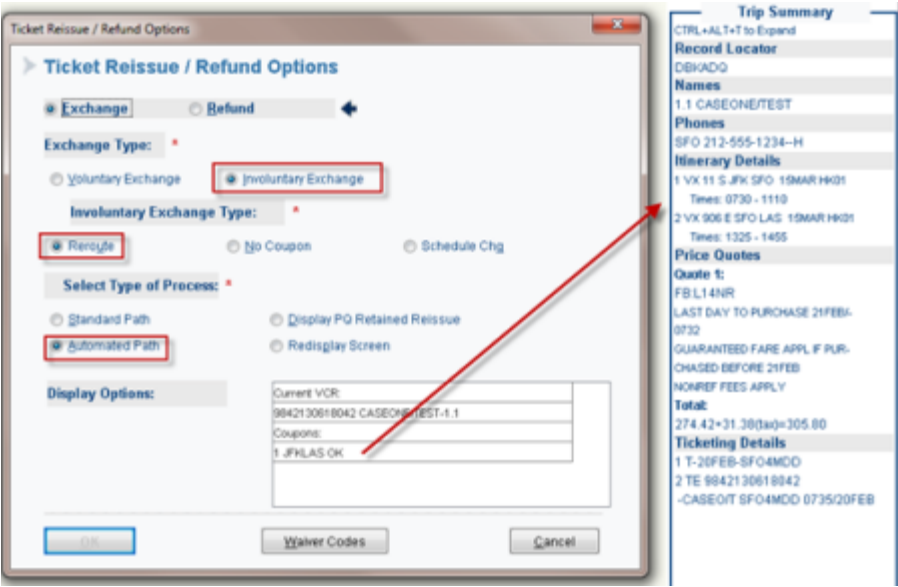 Ticket Reissue / Refund Options
Ticket Reissue / Refund Options
Exchange Refund
Exchange Type: *
Voluntary Exchange Involuntary Exchange
Involuntary Exchange Type: *
Reroute No Coupon Schedule Chg
Select Type of Process: *
Standard Path Display PQ Retained Reissue
Automated Path Redisplay Screen
Display Options:
Current VCR:
9842130618042 CASEONE/TEST-1.1
Coupons:
1 JFKLAS OK
OK Waiver Codes Cancel
Trip Summary
CTRL+ALT+T to Expand
Record Locator
DBKADQ
Names
1.1 CASEONE/TEST
Phones
SFO 212-555-1234--H
Itinerary Details
1 VX 11 S JFK SFO 15MAR HK01
Times: 0730 - 1110
2 VX 906 E SFO LAS 15MAR HK01
Times: 1325 - 1455
Price Quotes
Quote 1:
FB:L14NR
LAST DAY TO PURCHASE 21FEB/-
0732
GUARANTEED FARE APPL IF PUR-
CHASED BEFORE 21FEB
NONREF FEES APPLY
Total:
274.42+31.38(tax)=305.80
Ticketing Details
1 T-20FEB-SFO4MDD
2 TE 9842130618042
-CASEO/T SFO4MDD 0735/20FEB